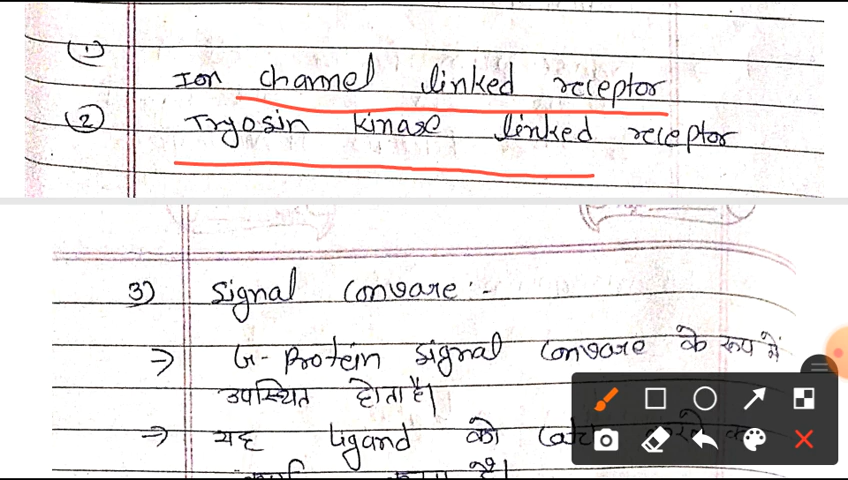 (1)
Ion channel linked receptor
(2) Tryosin kinase linked receptor
3) Signal Convare :-
⇒ G-Protein Signal Convare के रूप में
उपस्थित होता है।
→ यह Ligand को
है।